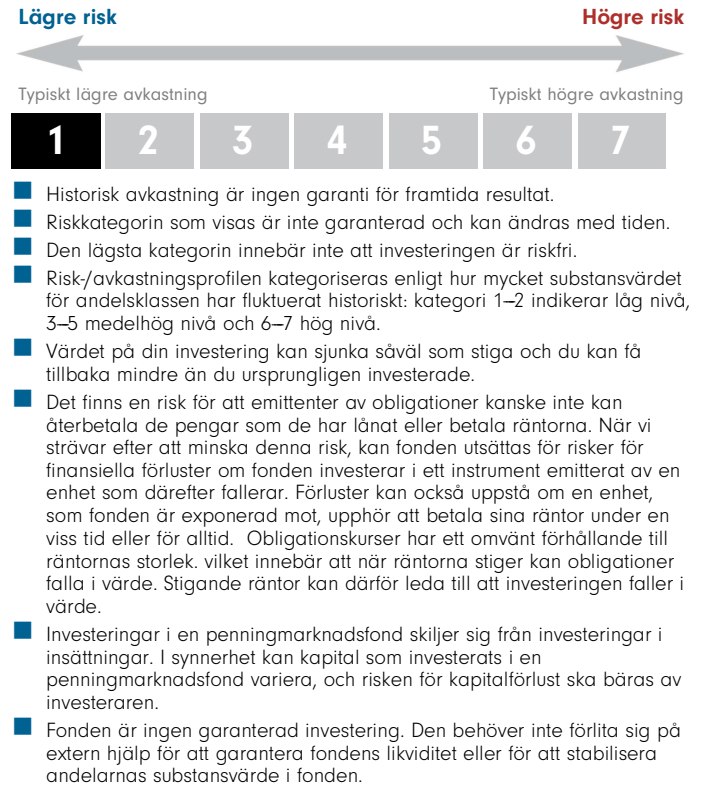 Lägre risk Högre risk
Typiskt lägre avkastning Typiskt högre avkastning
1 2 3 4 5 6 7
Historisk avkastning är ingen garanti för framtida resultat.
Riskkategorin som visas är inte garanterad och kan ändras med tiden.
Den lägsta kategorin innebär inte att investeringen är riskfri.
Risk-/avkastningsprofilen kategoriseras enligt hur mycket substansvärdet
för andelsklassen har fluktuerat historiskt: kategori 1–2 indikerar låg nivå,
3–5 medelhög nivå och 6–7 hög nivå.
Värdet på din investering kan sjunka såväl som stiga och du kan få
tillbaka mindre än du ursprungligen investerade.
Det finns en risk för att emittenter av obligationer kanske inte kan
återbetala de pengar som de har lånat eller betala räntorna. När vi
strävar efter att minska denna risk, kan fonden utsättas för risker för
finansiella förluster om fonden investerar i ett instrument emitterat av en
enhet som därefter fallerar. Förluster kan också uppstå om en enhet,
som fonden är exponerad mot, upphör att betala sina räntor under en
viss tid eller för alltid.  Obligationskurser har ett omvänt förhållande till
räntornas storlek. vilket innebär att när räntorna stiger kan obligationer
falla i värde. Stigande räntor kan därför leda till att investeringen faller i
värde.
Investeringar i en penningmarknadsfond skiljer sig från investeringar i
insättningar. I synnerhet kan kapital som investerats i en
penningmarknadsfond variera, och risken för kapitalförlust ska bäras av
investeraren.
Fonden är ingen garanterad investering. Den behöver inte förlita sig på
extern hjälp för att garantera fondens likviditet eller för att stabilisera
andelarnas substansvärde i fonden.